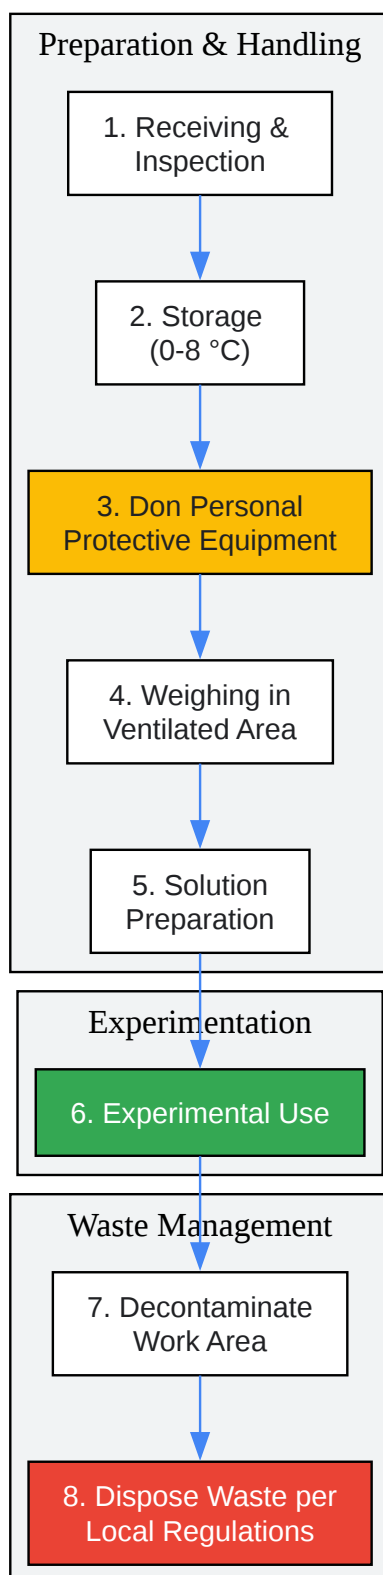 Preparation & Handling
1. Receiving &
Inspection
2. Storage
(0-8 °C)
3. Don Personal
Protective Equipment
4. Weighing in
Ventilated Area
5. Solution
Preparation
Experimentation
6. Experimental Use
Waste Management
7. Decontaminate
Work Area
8. Dispose Waste per
Local Regulations